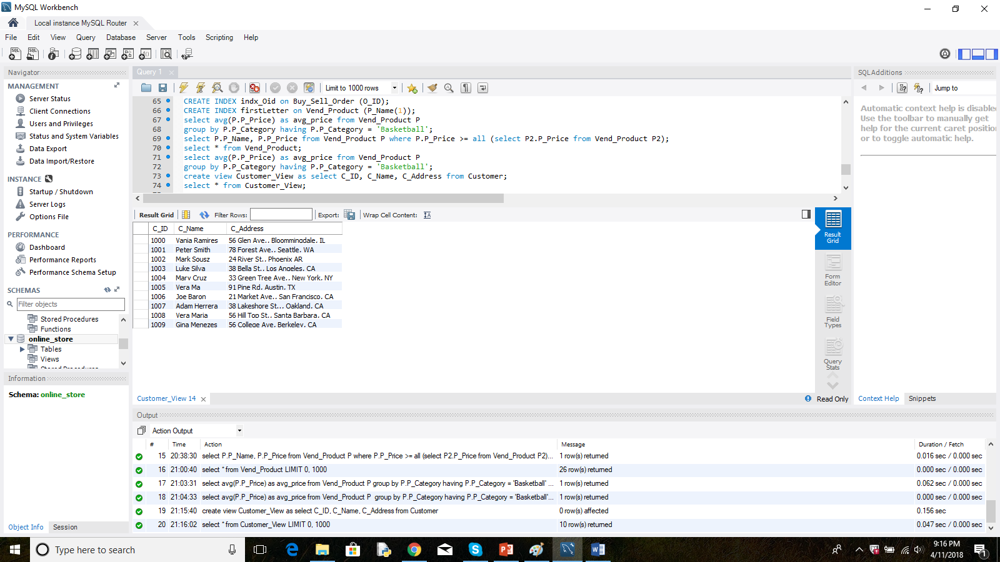 MySQL Workbench
Local instance MySQL Router
File Edit View Query Database Server Tools Scripting Help
Navigator
MANAGEMENT
Server Status
Client Connections
Users and Privileges
Status and System Variables
Data Export
Data Import/Restore
INSTANCE
Startup / Shutdown
Server Logs
Options File
PERFORMANCE
Dashboard
Performance Reports
Performance Schema Setup
SCHEMAS
Filter objects
Stored Procedures
Functions
online_store
Tables
Views
Stored Procedures
Information
Schema: online_store
Object Info Session
Query 1
Limit to 1000 rows
65 CREATE INDEX indx_Oid on Buy_Sell_Order (O_ID);
66 CREATE INDEX firstLetter on Vend_Product (P_Name(1));
67 select avg(P.P_Price) as avg_price from Vend_Product P
68 group by P.P_Category having P.P_Category = 'Basketball';
69 select P.P_Name, P.P_Price from Vend_Product P where P.P_Price >= all (select P2.P_Price from Vend_Product P2);
70 select * from Vend_Product;
71 select avg(P.P_Price) as avg_price from Vend_Product P
72 group by P.P_Category having P.P_Category = 'Basketball';
73 create view Customer_View as select C_ID, C_Name, C_Address from Customer;
74 select * from Customer_View;
Result Grid Filter Rows: Export: Wrap Cell Content:
C_ID C_Name C_Address
1000 Vania Ramires 56 Glen Ave., Bloommingdale, IL
1001 Peter Smith 78 Forest Ave., Seattle, WA
1002 Mark Sousz 24 River St., Phoenix AR
1003 Luke Silva 38 Bella St., Los Angeles, CA
1004 Mary Cruz 33 Green Tree Ave., New York, NY
1005 Vera Ma 91 Pine Rd, Austin, TX
1006 Joe Baron 21 Market Ave., San Francisco, CA
1007 Adam Herrera 38 Lakeshore St.., Oakland, CA
1008 Vera Maria 56 Hill Top St., Santa Barbara, CA
1009 Gina Menezes 56 College Ave, Berkeley, CA
Result Grid
Form Editor
Field Types
Query Stats
Customer_View 14
Read Only
SQLAdditions
Jump to
Automatic context help is disabled
Use the toolbar to manually get
help for the current caret position
or to toggle automatic help.
Context Help Snippets
Output
Action Output
# Time Action Message Duration / Fetch
15 20:38:30 select P.P_Name, P.P_Price from Vend_Product P where P.P_Price >= all (select P2.P_Price from Vend_Product P2)... 1 row(s) returned 0.016 sec / 0.000 sec
16 21:00:40 select * from Vend_Product LIMIT 0, 1000 26 row(s) returned 0.000 sec / 0.000 sec
17 21:03:31 select avg(P.P_Price) as avg_price from Vend_Product P group by P.P_Category having P.P_Category = 'Basketball' ... 1 row(s) returned 0.062 sec / 0.000 sec
18 21:04:33 select avg(P.P_Price) as avg_price from Vend_Product P group by P.P_Category having P.P_Category = 'Basketball'... 1 row(s) returned 0.000 sec / 0.000 sec
19 21:15:40 create view Customer_View as select C_ID, C_Name, C_Address from Customer 0 row(s) affected 0.156 sec
20 21:16:02 select * from Customer_View LIMIT 0, 1000 10 row(s) returned 0.047 sec / 0.000 sec
Type here to search
9:16 PM
4/11/2018
1